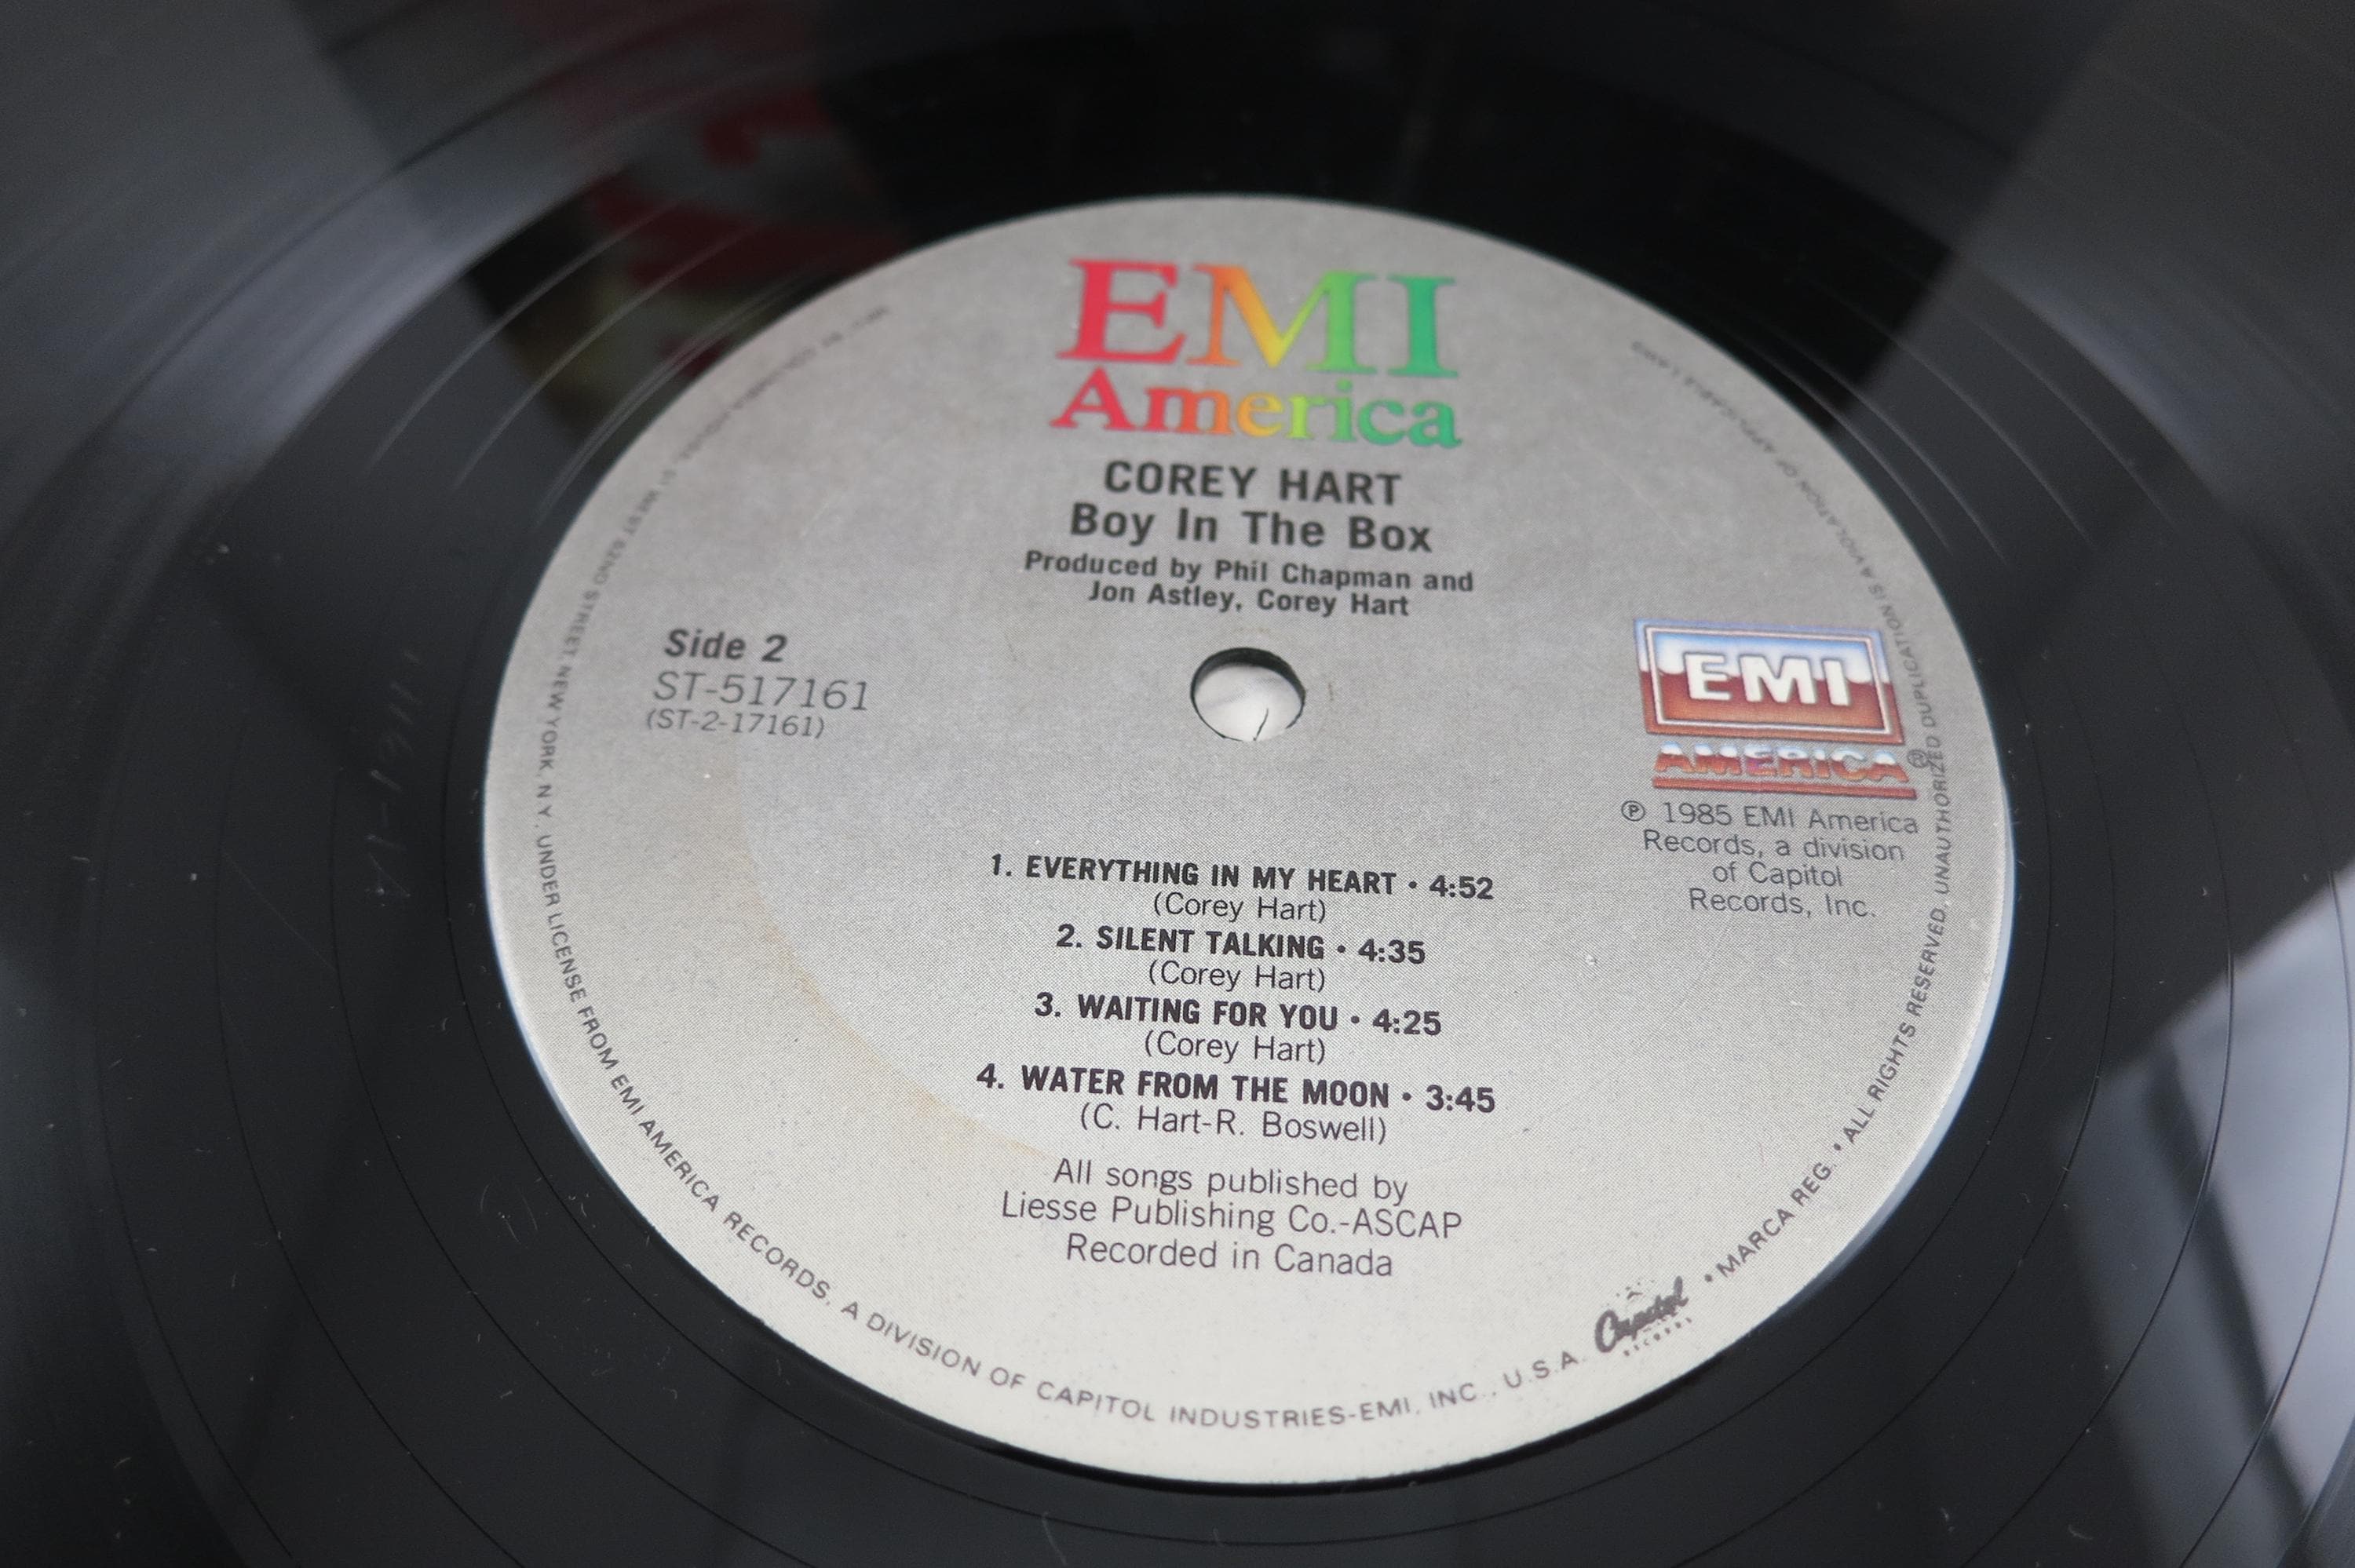 EMI
America
COREY HART
Boy In The Box
Produced by Phil Chapman and
Jon Astley, Corey Hart
Side 2
ST-517161
(ST-2-17161)
EMI
AMERICA®
℗ 1985 EMI America
Records, a division
of Capitol
Records, Inc.
1. EVERYTHING IN MY HEART • 4:52
(Corey Hart)
2. SILENT TALKING • 4:35
(Corey Hart)
3. WAITING FOR YOU • 4:25
(Corey Hart)
4. WATER FROM THE MOON • 3:45
(C. Hart-R. Boswell)
All songs published by
Liesse Publishing Co.-ASCAP
Recorded in Canada
WEST 52ND STREET, NEW YORK, N.Y., UNDER LICENSE FROM EMI AMERICA RECORDS, A DIVISION OF CAPITOL INDUSTRIES-EMI, INC., U.S.A. Capitol RECORDS • MARCA REG. • ALL RIGHTS RESERVED. UNAUTHORIZED DUPLICATION IS A VIOLATION OF APPLICABLE LAWS